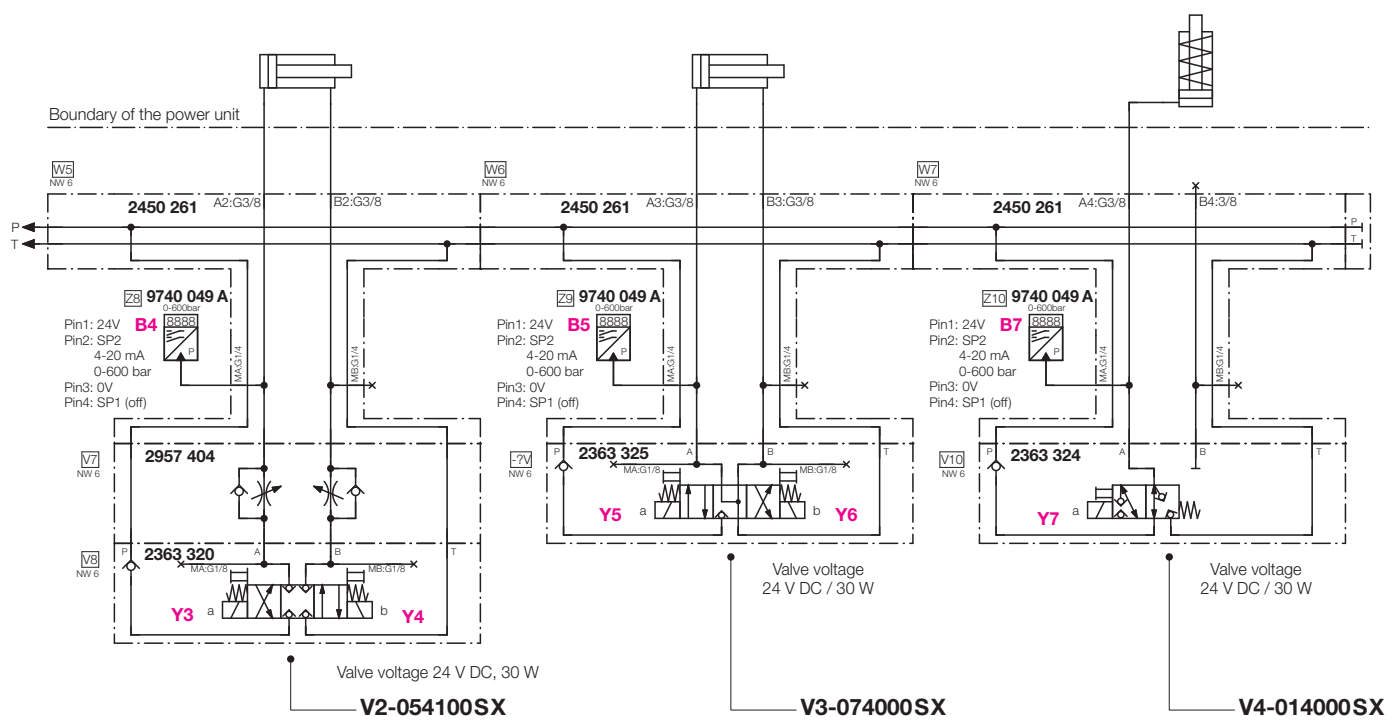 Boundary of the power unit
W5
NW 6
W6
NW 6
W7
NW 6
2450 261
A2:G3/8
B2:G3/8
2450 261
A3:G3/8
B3:G3/8
2450 261
A4:G3/8
B4:3/8
P
T
P
T
Z8 9740 049 A
0-600bar
8888
P
B4
Pin1: 24V
Pin2: SP2
4-20 mA
0-600 bar
Pin3: 0V
Pin4: SP1 (off)
MA:G1/4
MB:G1/4
Z9 9740 049 A
0-600bar
8888
P
B5
Pin1: 24V
Pin2: SP2
4-20 mA
0-600 bar
Pin3: 0V
Pin4: SP1 (off)
MA:G1/4
MB:G1/4
Z10 9740 049 A
0-600bar
8888
P
B7
Pin1: 24V
Pin2: SP2
4-20 mA
0-600 bar
Pin3: 0V
Pin4: SP1 (off)
MA:G1/4
MB:G1/4
V7
NW 6
2957 404
-?V
NW 6
P
2363 325
A
B
T
MA:G1/8
MB:G1/8
Y5
a
b
Y6
V10
NW 6
P
2363 324
A
B
T
a
Y7
V8
NW 6
P
2363 320
A
B
T
MA:G1/8
MB:G1/8
Y3
a
b
Y4
Valve voltage
24 V DC / 30 W
Valve voltage
24 V DC / 30 W
Valve voltage 24 V DC, 30 W
V2-054100SX
V3-074000SX
V4-014000SX